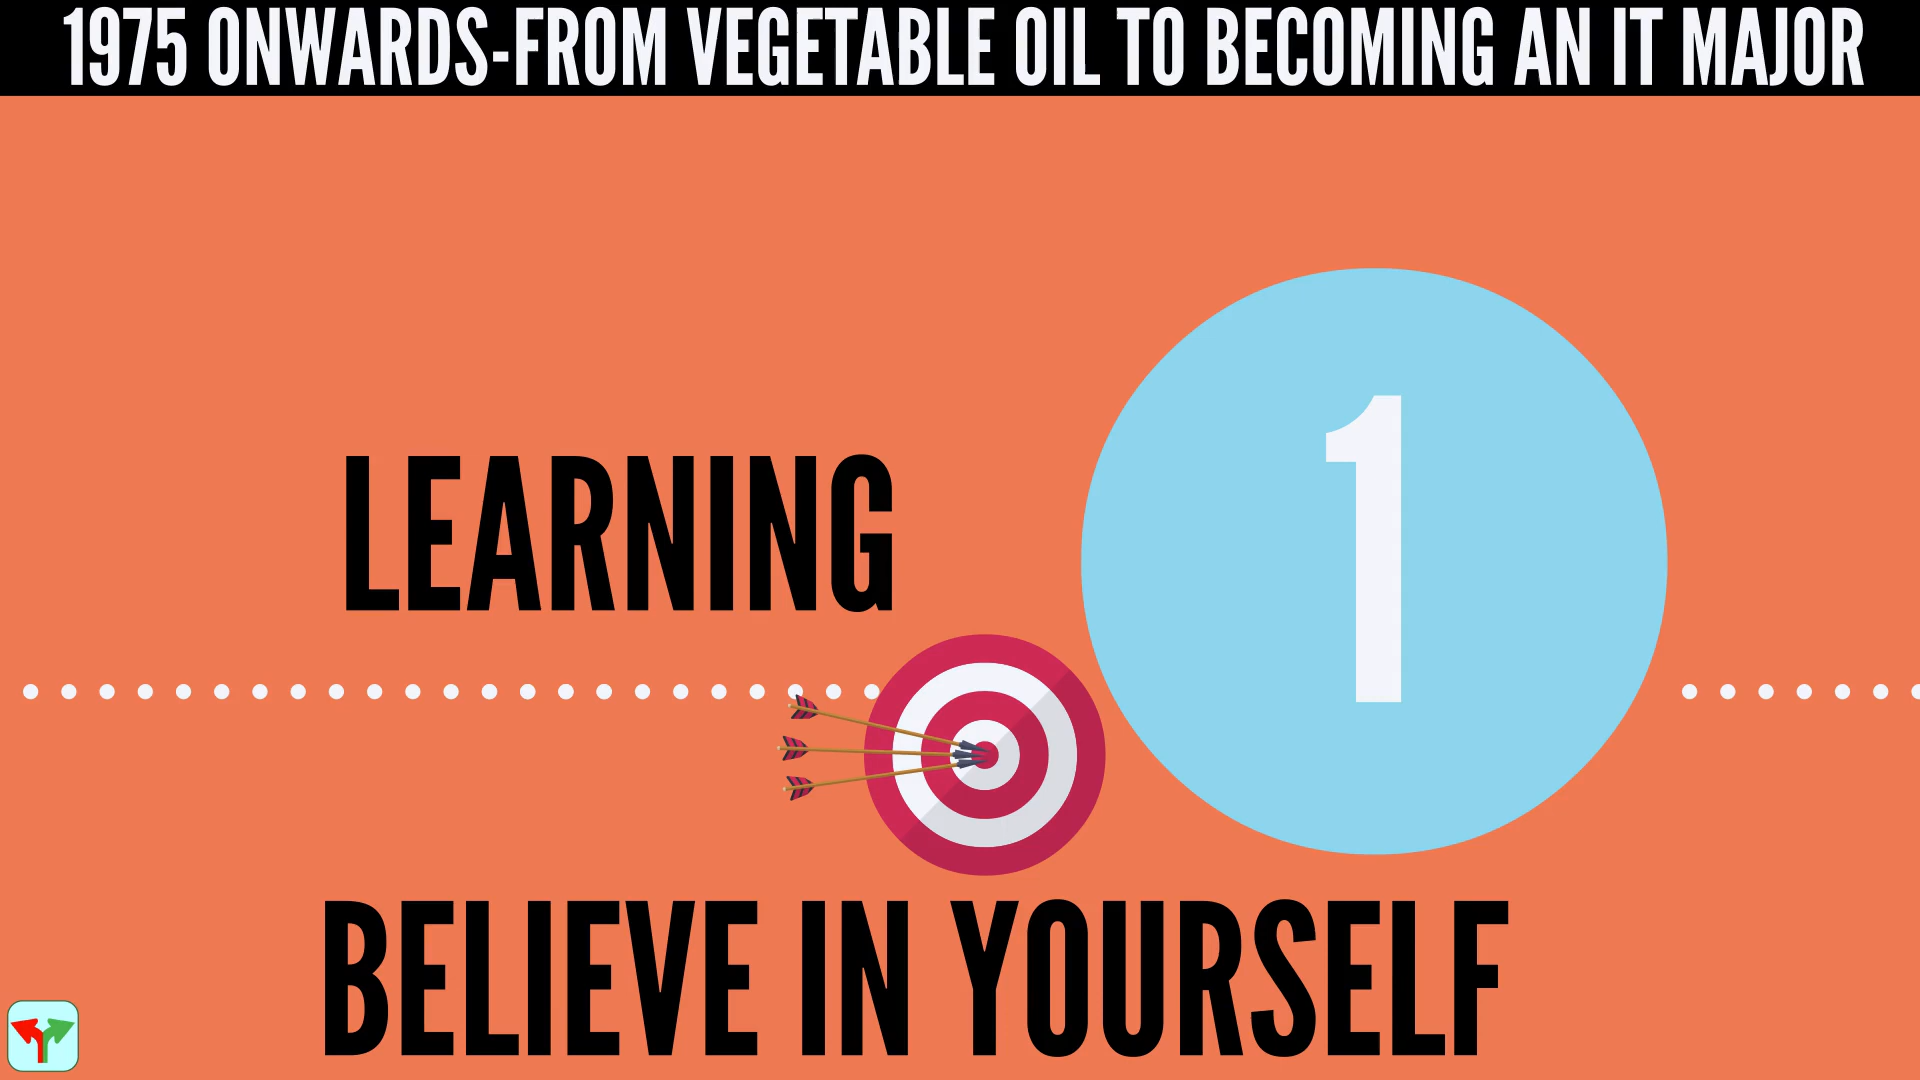 1975 ONWARDS-FROM VEGETABLE OIL TO BECOMING AN IT MAJOR
LEARNING
1
BELIEVE IN YOURSELF